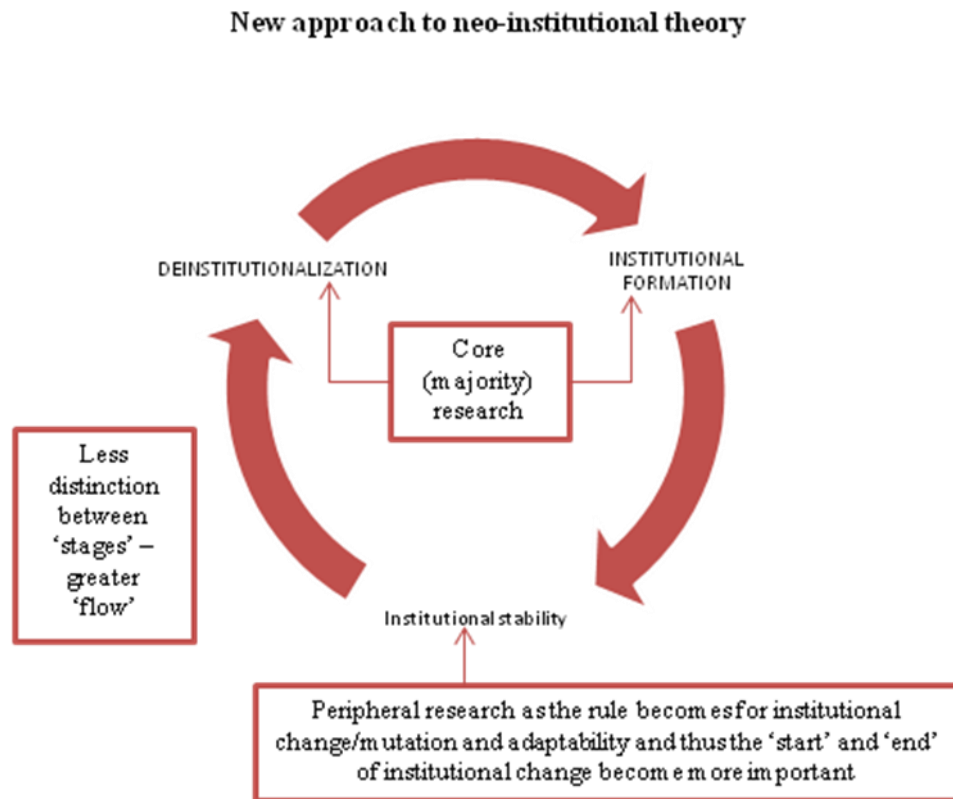 New approach to neo-institutional theory
DEINSTITUTIONALIZATION
INSTITUTIONAL
FORMATION
Core
(majority)
research
Less
distinction
between
‘stages’ –
greater
‘flow’
Institutional stability
Peripheral research as the rule becomes for institutional
change/mutation and adaptability and thus the ‘start’ and ‘end’
of institutional change become more important